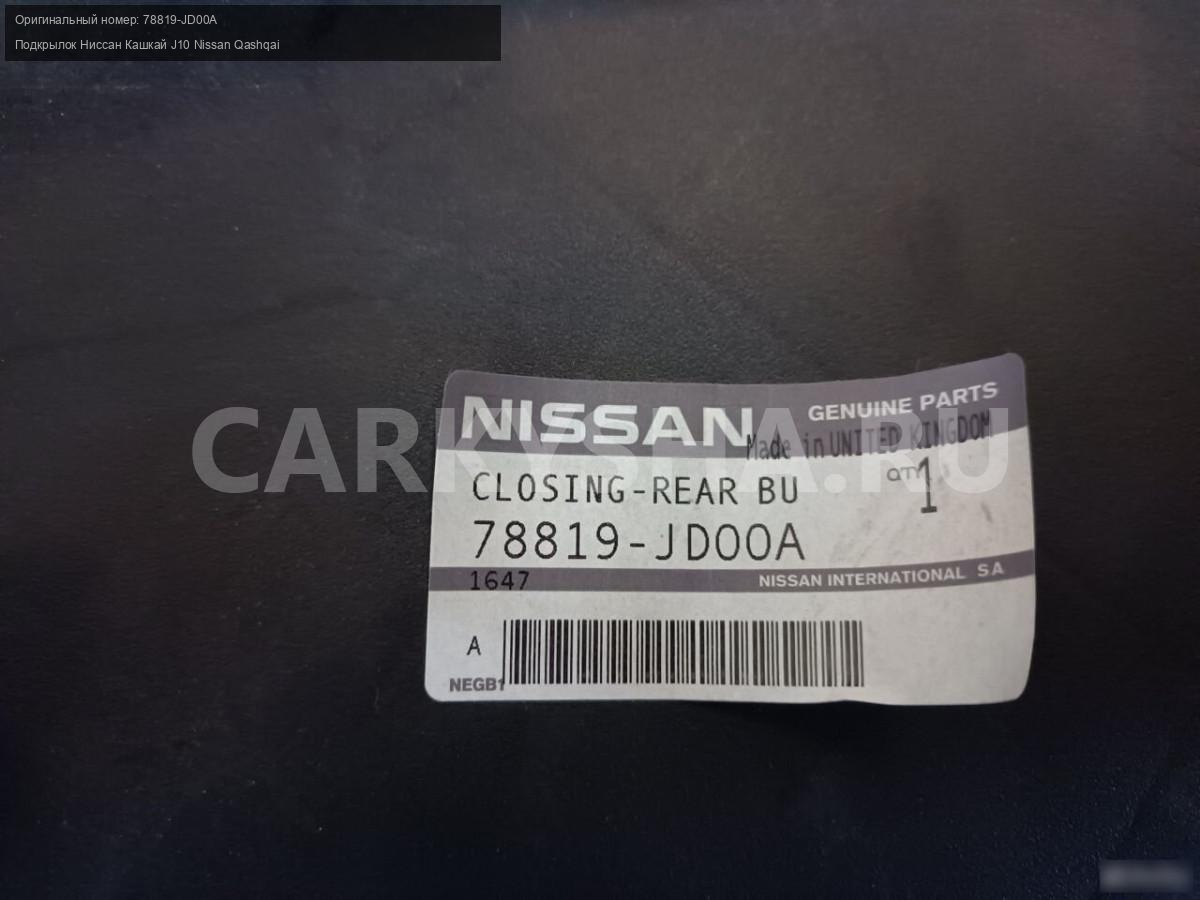 Оригинальный номер: 78819-JD00A
Подкрылок Ниссан Кашкай J10 Nissan Qashqai
NISSAN
GENUINE PARTS
Made in UNITED KINGDOM
CARKYSHA.RU
CLOSING-REAR BU
QTY 1
78819-JD00A
1647
NISSAN INTERNATIONAL SA
A
NEGB1